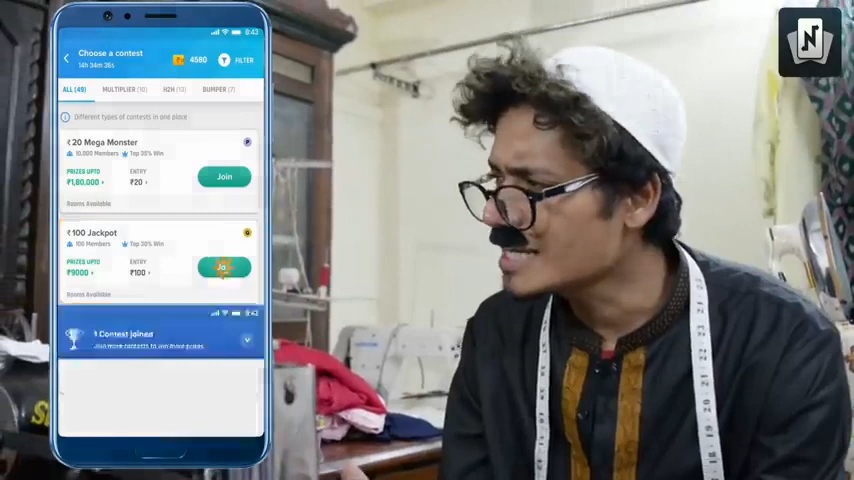 8:43
Choose a contest
14h 34m 36s
4580
FILTER
ALL (49)
MULTIPLIER (10)
H2H (13)
BUMPER (7)
Different types of contests in one place
₹20 Mega Monster
10,000 Members
Top 30% Win
PRIZES UPTO
ENTRY
₹1,80,000
₹20
Join
Rooms Available
₹100 Jackpot
100 Members
Top 30% Win
PRIZES UPTO
ENTRY
₹9000
₹100
Rooms Available
1 Contest joined
N